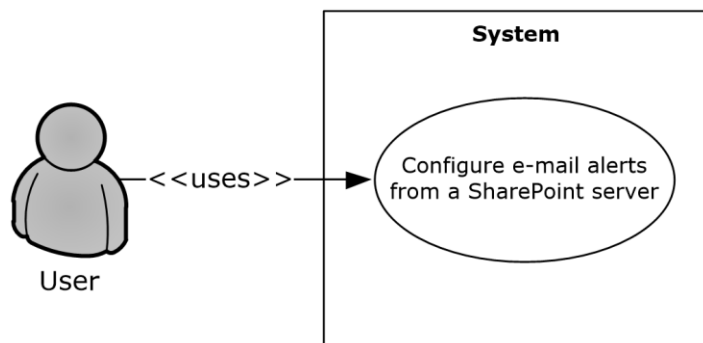 System
<<uses>>
Configure e-mail alerts
from a SharePoint server
User